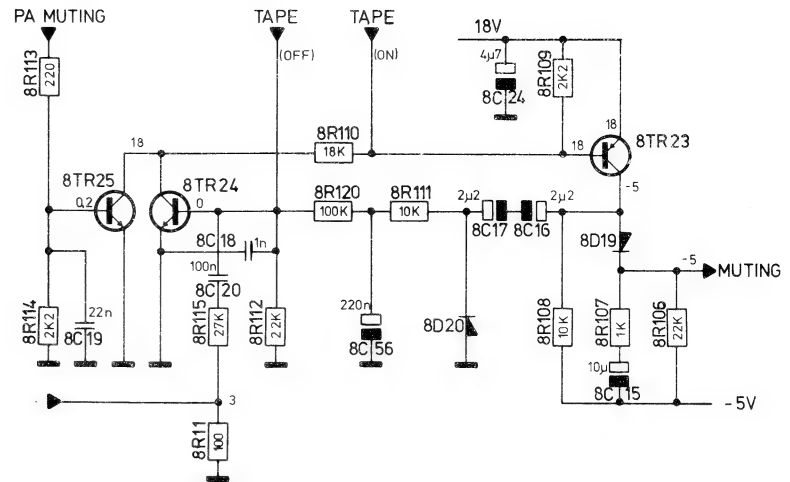 PA MUTING
TAPE
(OFF)
TAPE
(ON)
18V
4µ7
8C24
8R109
2K2
8R113
220
18
8R110
18K
18
18
8TR23
-5
8TR25
0,2
8TR24
0
8R120
100K
8R111
10K
2µ2
8C17
8C16
2µ2
8D19
-5
MUTING
8C18
1n
100n
8C20
8R114
2K2
22n
8C19
8R115
27K
8R112
2.2K
220n
8C56
8D20
8R108
10K
8R107
1K
8R106
22K
10µ
8C15
-5V
3
8R11
100